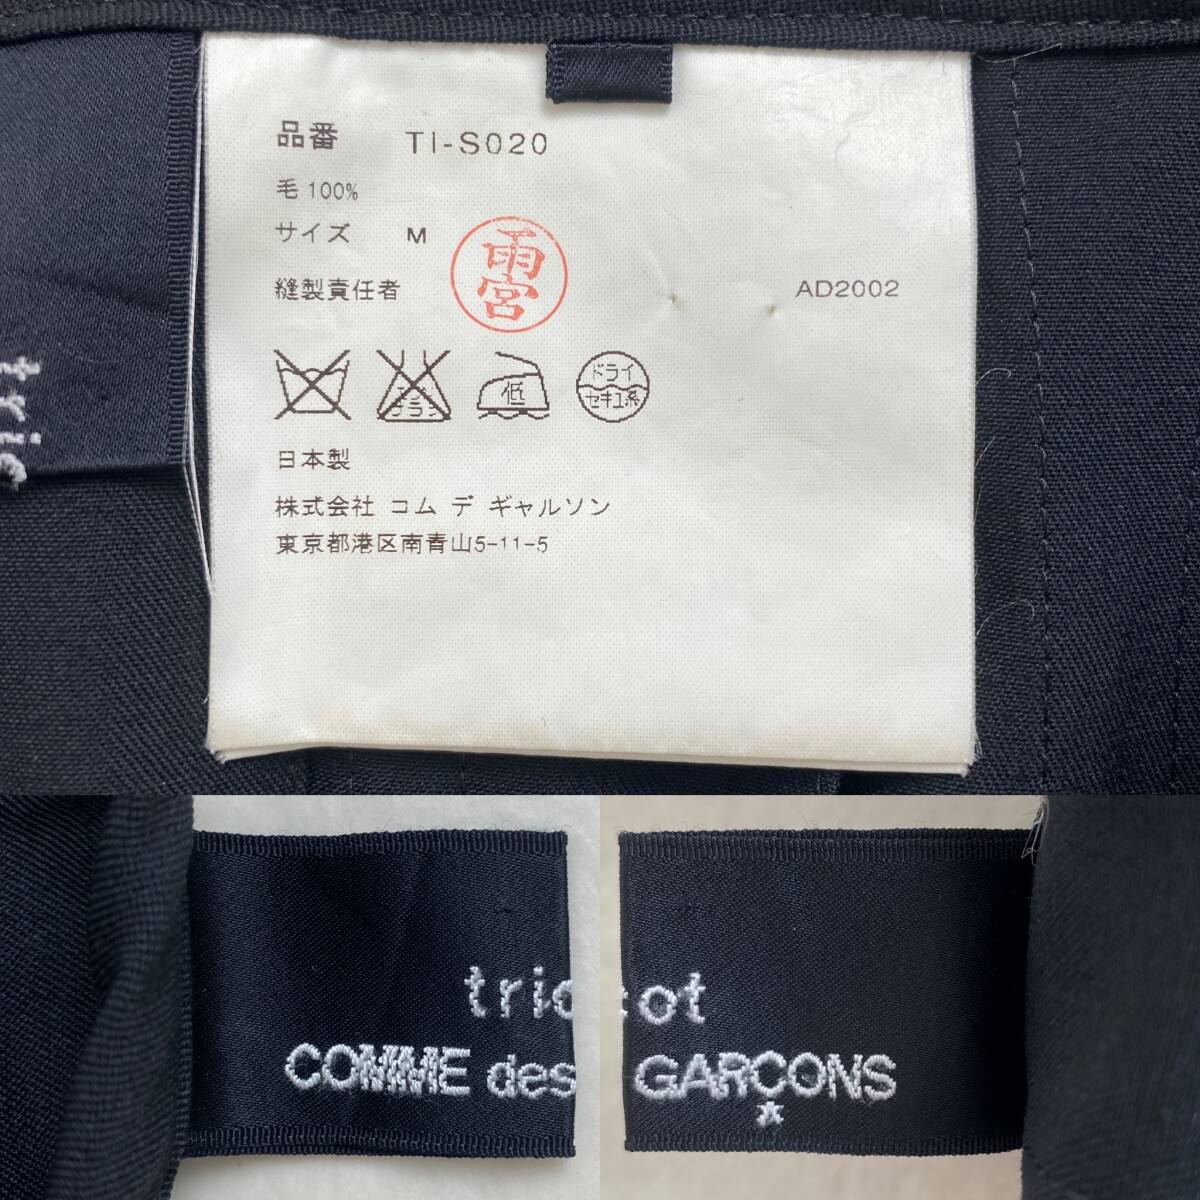 品番 TI-S020
毛 100%
サイズ M
雨宮
縫製責任者
AD2002
低
ドライ
セキユ系
日本製
株式会社 コム デ ギャルソン
東京都港区南青山5-11-5
tric
cot
COMME des
GARÇONS